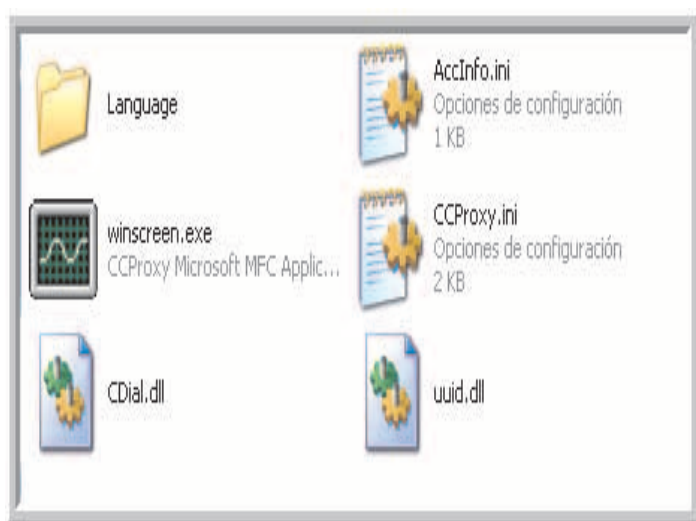 Language
AccInfo.ini
Opciones de configuración
1 KB
winscreen.exe
CCProxy Microsoft MFC Applic...
CCProxy.ini
Opciones de configuración
2 KB
CDial.dll
uuid.dll